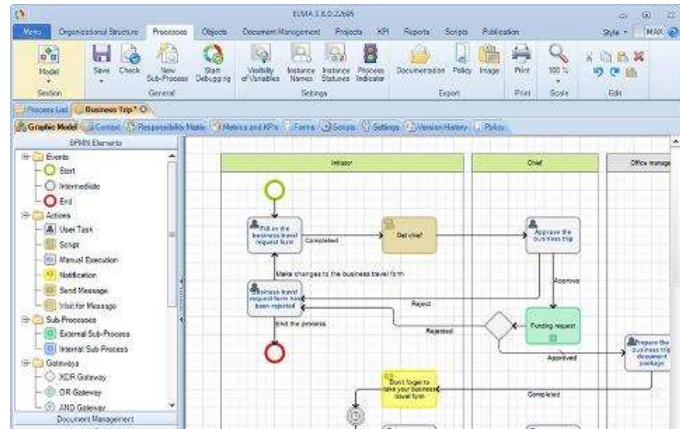 ELMA 3.8.0.22695
Menu Organizational Structure Processes Objects Document Management Projects KPI Reports Scripts Publication Style MAX
Model Save Check New Sub-Process Start Debugging Visibility of Variables Instance Names Instance Statuses Process Indicator Documentation Policy Image Print 100 %
Section General Settings Export Print Scale Edit
Process List Business Trip*
Graphic Model Context Responsibility Matrix Metrics and KPI's Forms Scripts Settings Version History Policy
BPMN Elements
Events
Start
Intermediate
End
Actions
User Task
Script
Manual Execution
Notification
Send Message
Wait for Message
Sub-Processes
External Sub-Process
Internal Sub Process
Gateways
XOR Gateway
OR Gateway
AND Gateway
Document Management
Initiator Chief Office manage
Fill in the
business travel
request form
Completed
Get chief
Approve the
business trip
Make changes to the business travel form
Approve
Business travel
request form has
been rejected
Reject
End the process
Rejected
Funding request
Approved
Prepare the
business trip
document
package
Don't forget to
take your business
travel form
Completed